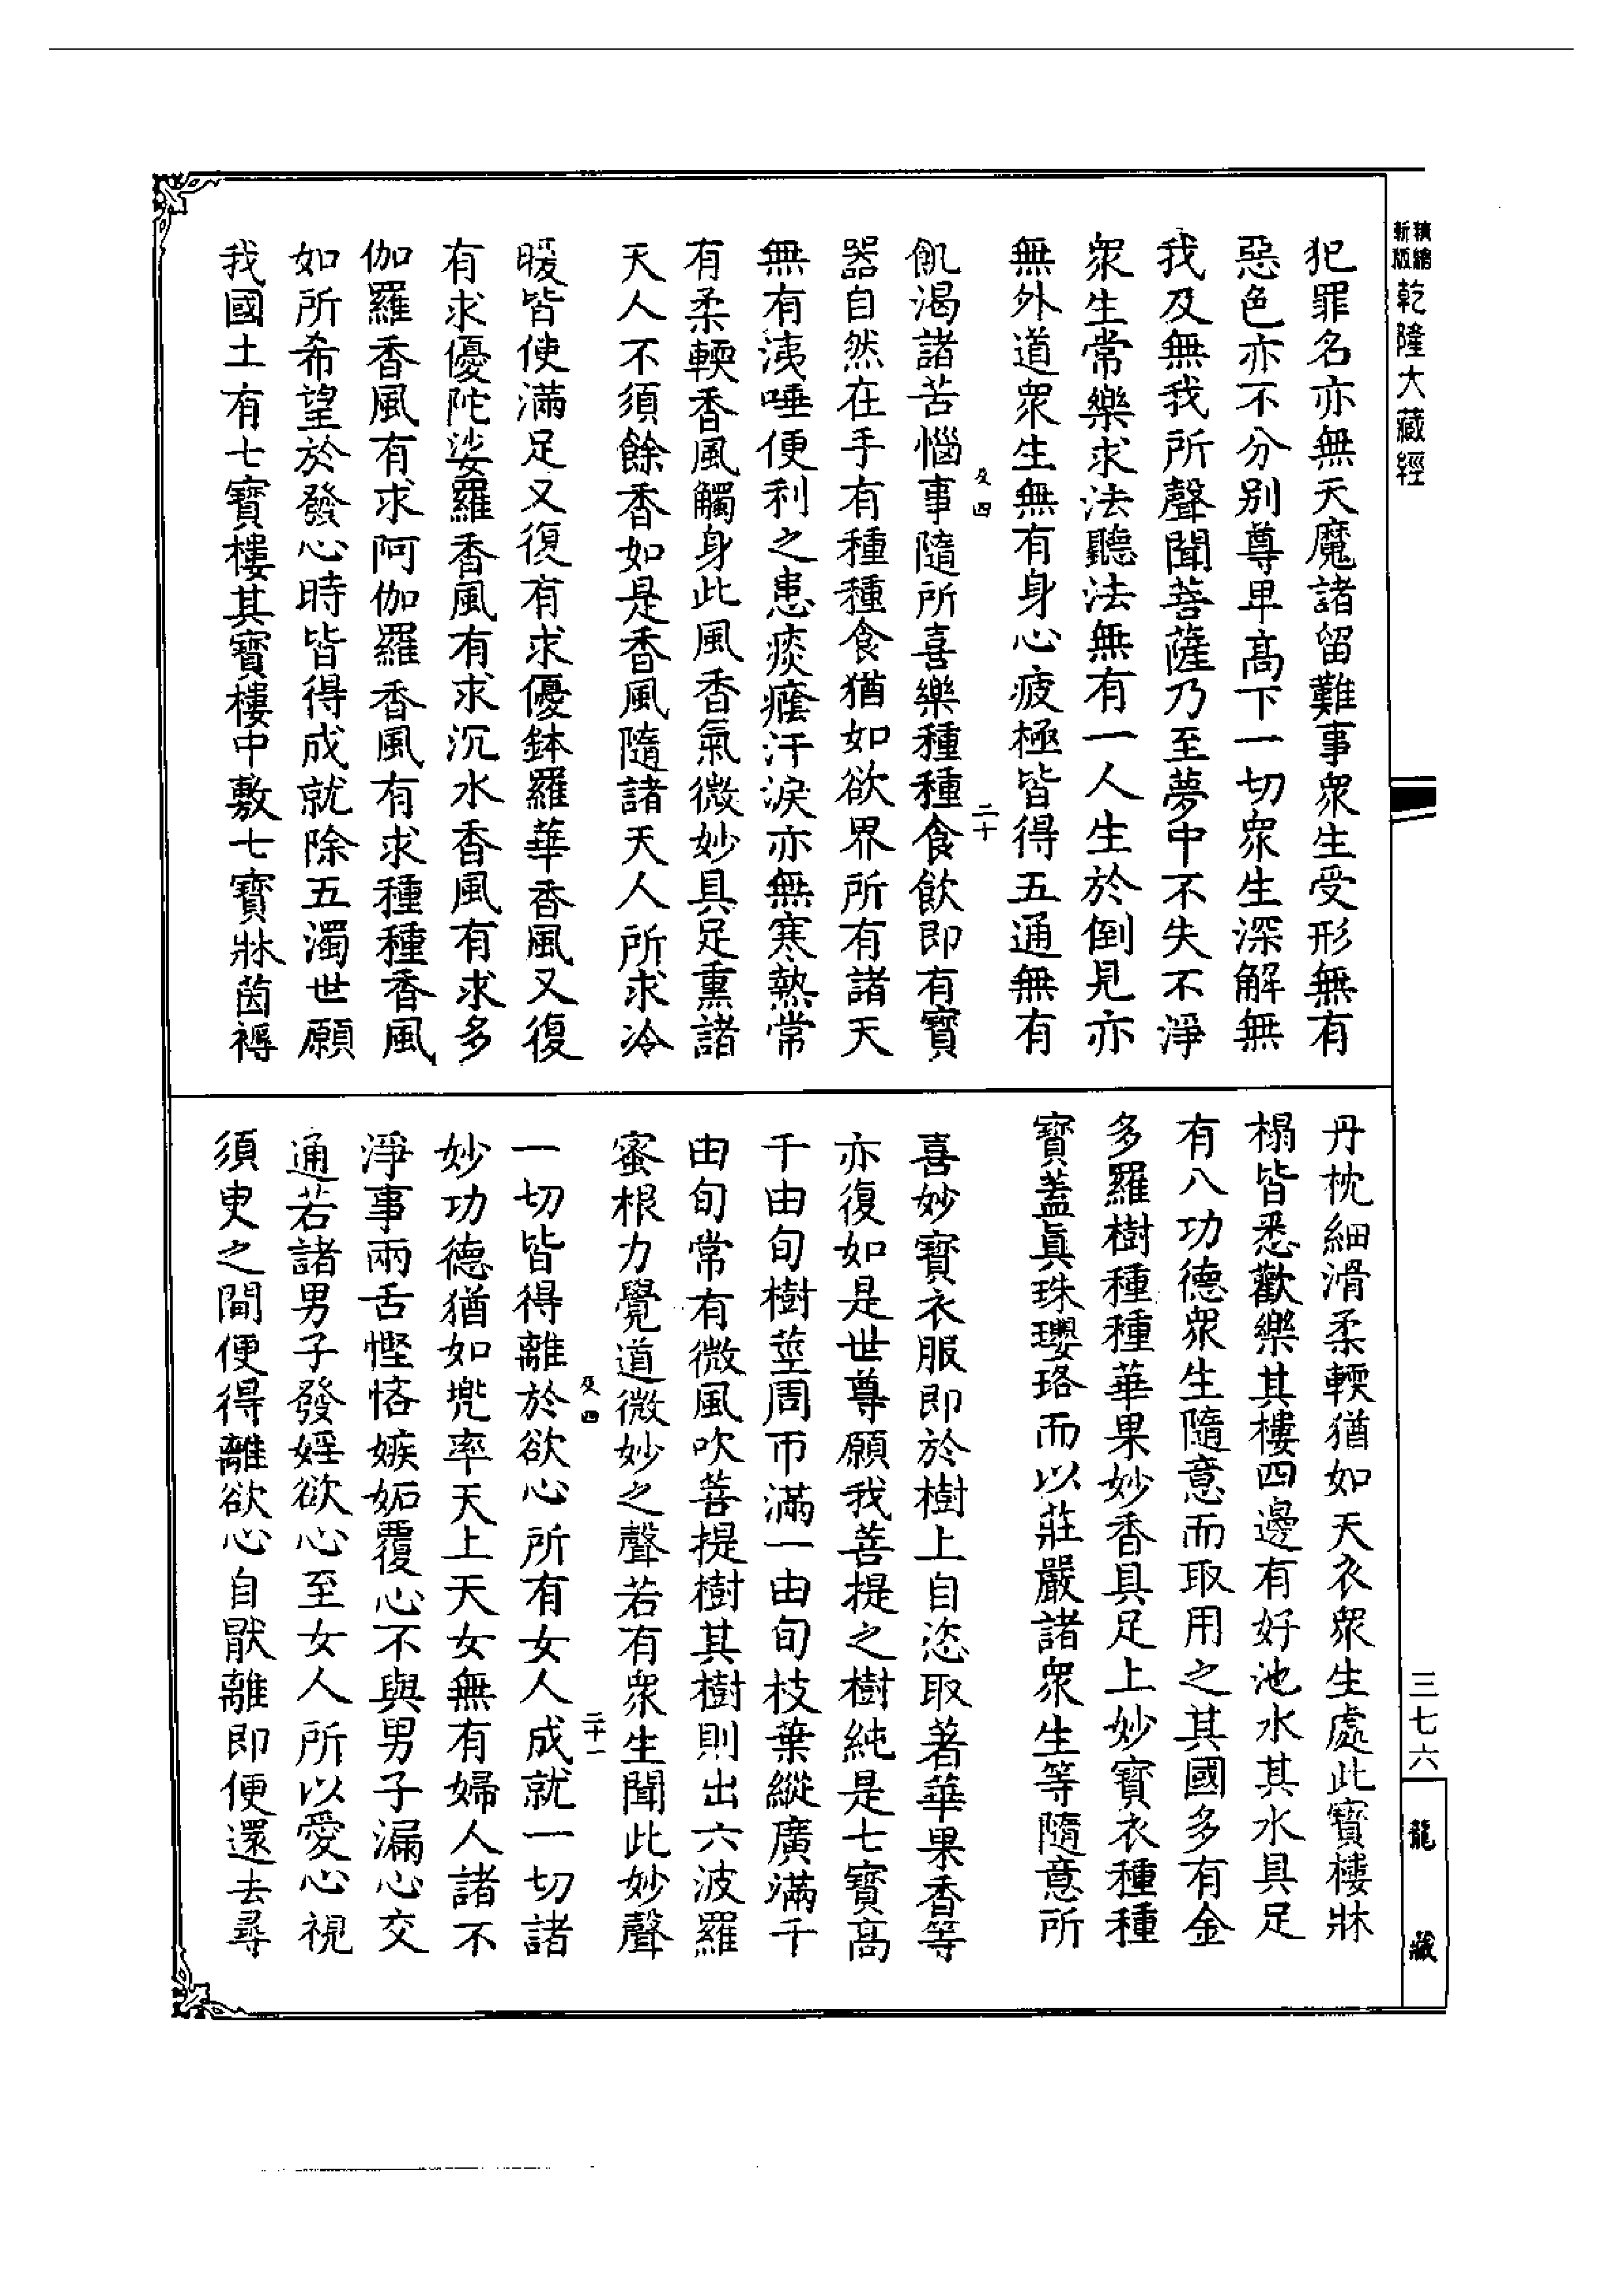 新版精縮
乾隆大藏經
犯罪名亦無天魔諸留難事衆生受形無有
惡色亦不分别尊卑高下一切衆生深解無
我及無我所聲聞菩薩乃至夢中不失不淨
衆生常樂求法聽法無有一人生於倒見亦
無外道衆生無有身心疲極皆得五通無有
及四
二十
飢渴諸苦惱事隨所喜樂種種食飲即有寶
器自然在手有種種食猶如欲界所有諸天
無有洟唾便利之患痰癊汗淚亦無寒熱常
有柔輭香風觸身此風香氣微妙具足熏諸
天人不須餘香如是香風隨諸天人所求冷
暖皆使滿足又復有求優鉢羅華香風又復
有求優陀娑羅香風有求沉水香風有求多
伽羅香風有求阿伽羅香風有求種種香風
如所希望於發心時皆得成就除五濁世願
我國土有七寶樓其寶樓中敷七寶牀茵褥
丹枕細滑柔輭猶如天衣衆生處此寶樓牀
榻皆悉歡樂其樓四邊有好池水其水具足
有八功德衆生隨意而取用之其國多有金
多羅樹種種華果妙香具足上妙寶衣種種
寶蓋眞珠瓔珞而以莊嚴諸衆生等隨意所
喜妙寶衣服即於樹上自恣取著華果香等
亦復如是世尊願我菩提之樹純是七寶高
千由旬樹莖周帀滿一由旬枝葉縱廣滿千
由旬常有微風吹菩提樹其樹則出六波羅
蜜根力覺道微妙之聲若有衆生聞此妙聲
及四
二十一
一切皆得離於欲心所有女人成就一切諸
妙功德猶如兜率天上天女無有婦人諸不
淨事兩舌慳悋嫉妬覆心不與男子漏心交
通若諸男子發婬欲心至女人所以愛心視
須臾之間便得離欲心自猒離即便還去尋
三七六
龍藏